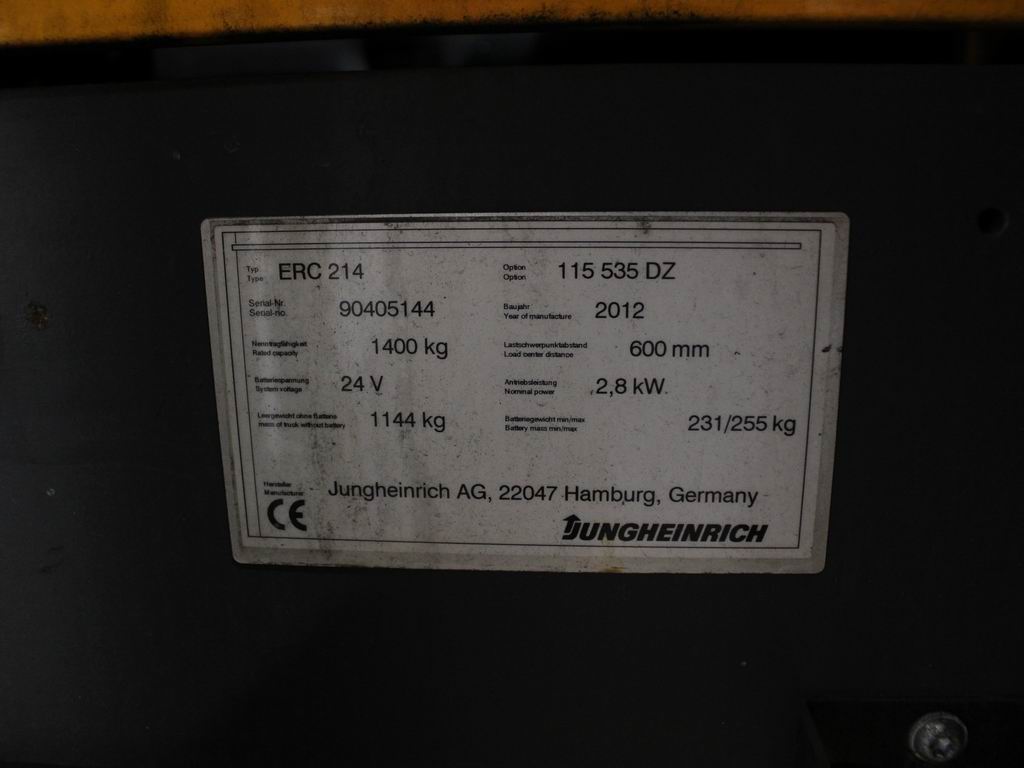 Typ ERC 214 Option 115 535 DZ
Type Option
Serial-Nr. 90405144 Baujahr 2012
Serial-no. Year of manufacture
Nenntragfähigkeit 1400 kg Lastschwerpunktabstand 600 mm
Rated capacity Load center distance
Batteriespannung 24 V Antriebsleistung 2,8 kW
System voltage Nominal power
Leergewicht ohne Batterie 1144 kg Batteriegewicht min/max 231/255 kg
mass of truck without battery Battery mass min/max
Hersteller Jungheinrich AG, 22047 Hamburg, Germany
Manufacturer
CE JUNGHEINRICH